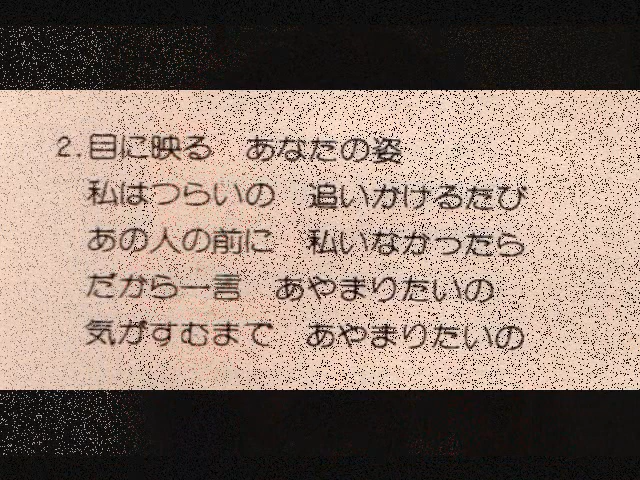 2.目に映る　あなたの姿
私はつらいの　追いかけるたび
あの人の前に　私いなかったら
だから一言　あやまりたいの
気がすむまで　あやまりたいの